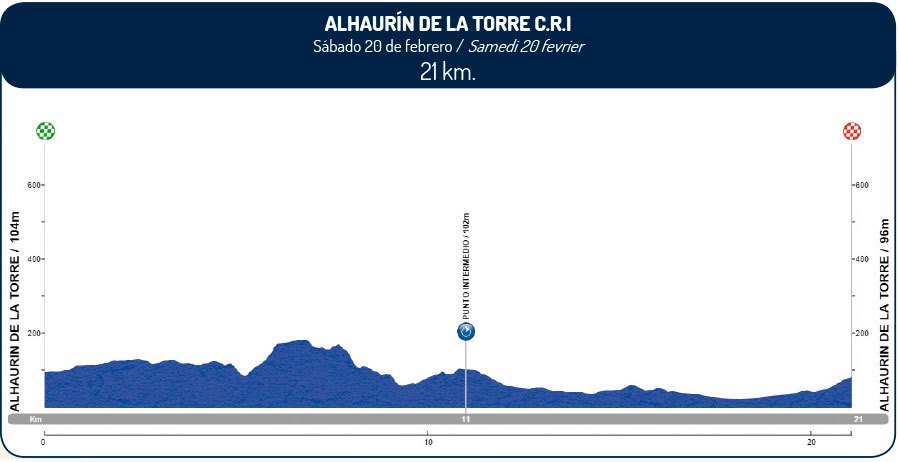 ALHAURÍN DE LA TORRE C.R.I
Sábado 20 de febrero / Samedi 20 fevrier
21 km.
ALHAURIN DE LA TORRE / 104m
600
400
200
PUNTO INTERMEDIO / 102m
600
400
200
ALHAURIN DE LA TORRE / 96m
Km 11 21
0 10 20